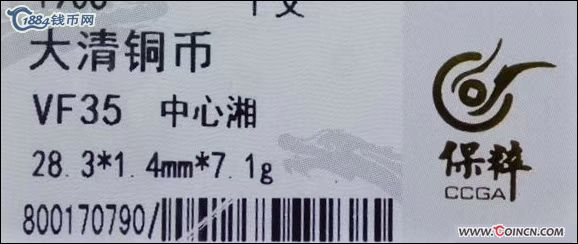 1884钱币网
大清铜币
VF35 中心湘
28.3*1.4mm*7.1g
800170790/
保粹
CCGA
www.COINCN.com